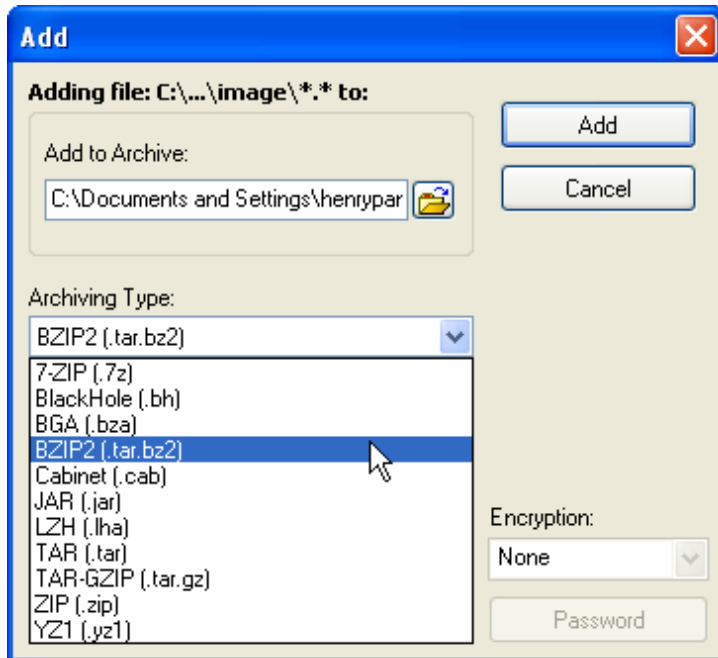 Add
Adding file: C:\...\image\*.* to:
Add
Add to Archive:
C:\Documents and Settings\henrypar
Cancel
Archiving Type:
BZIP2 (.tar.bz2)
7-ZIP (.7z)
BlackHole (.bh)
BGA (.bza)
BZIP2 (.tar.bz2)
Cabinet (.cab)
JAR (.jar)
LZH (.lha)
TAR (.tar)
TAR-GZIP (.tar.gz)
ZIP (.zip)
YZ1 (.yz1)
Encryption:
None
Password